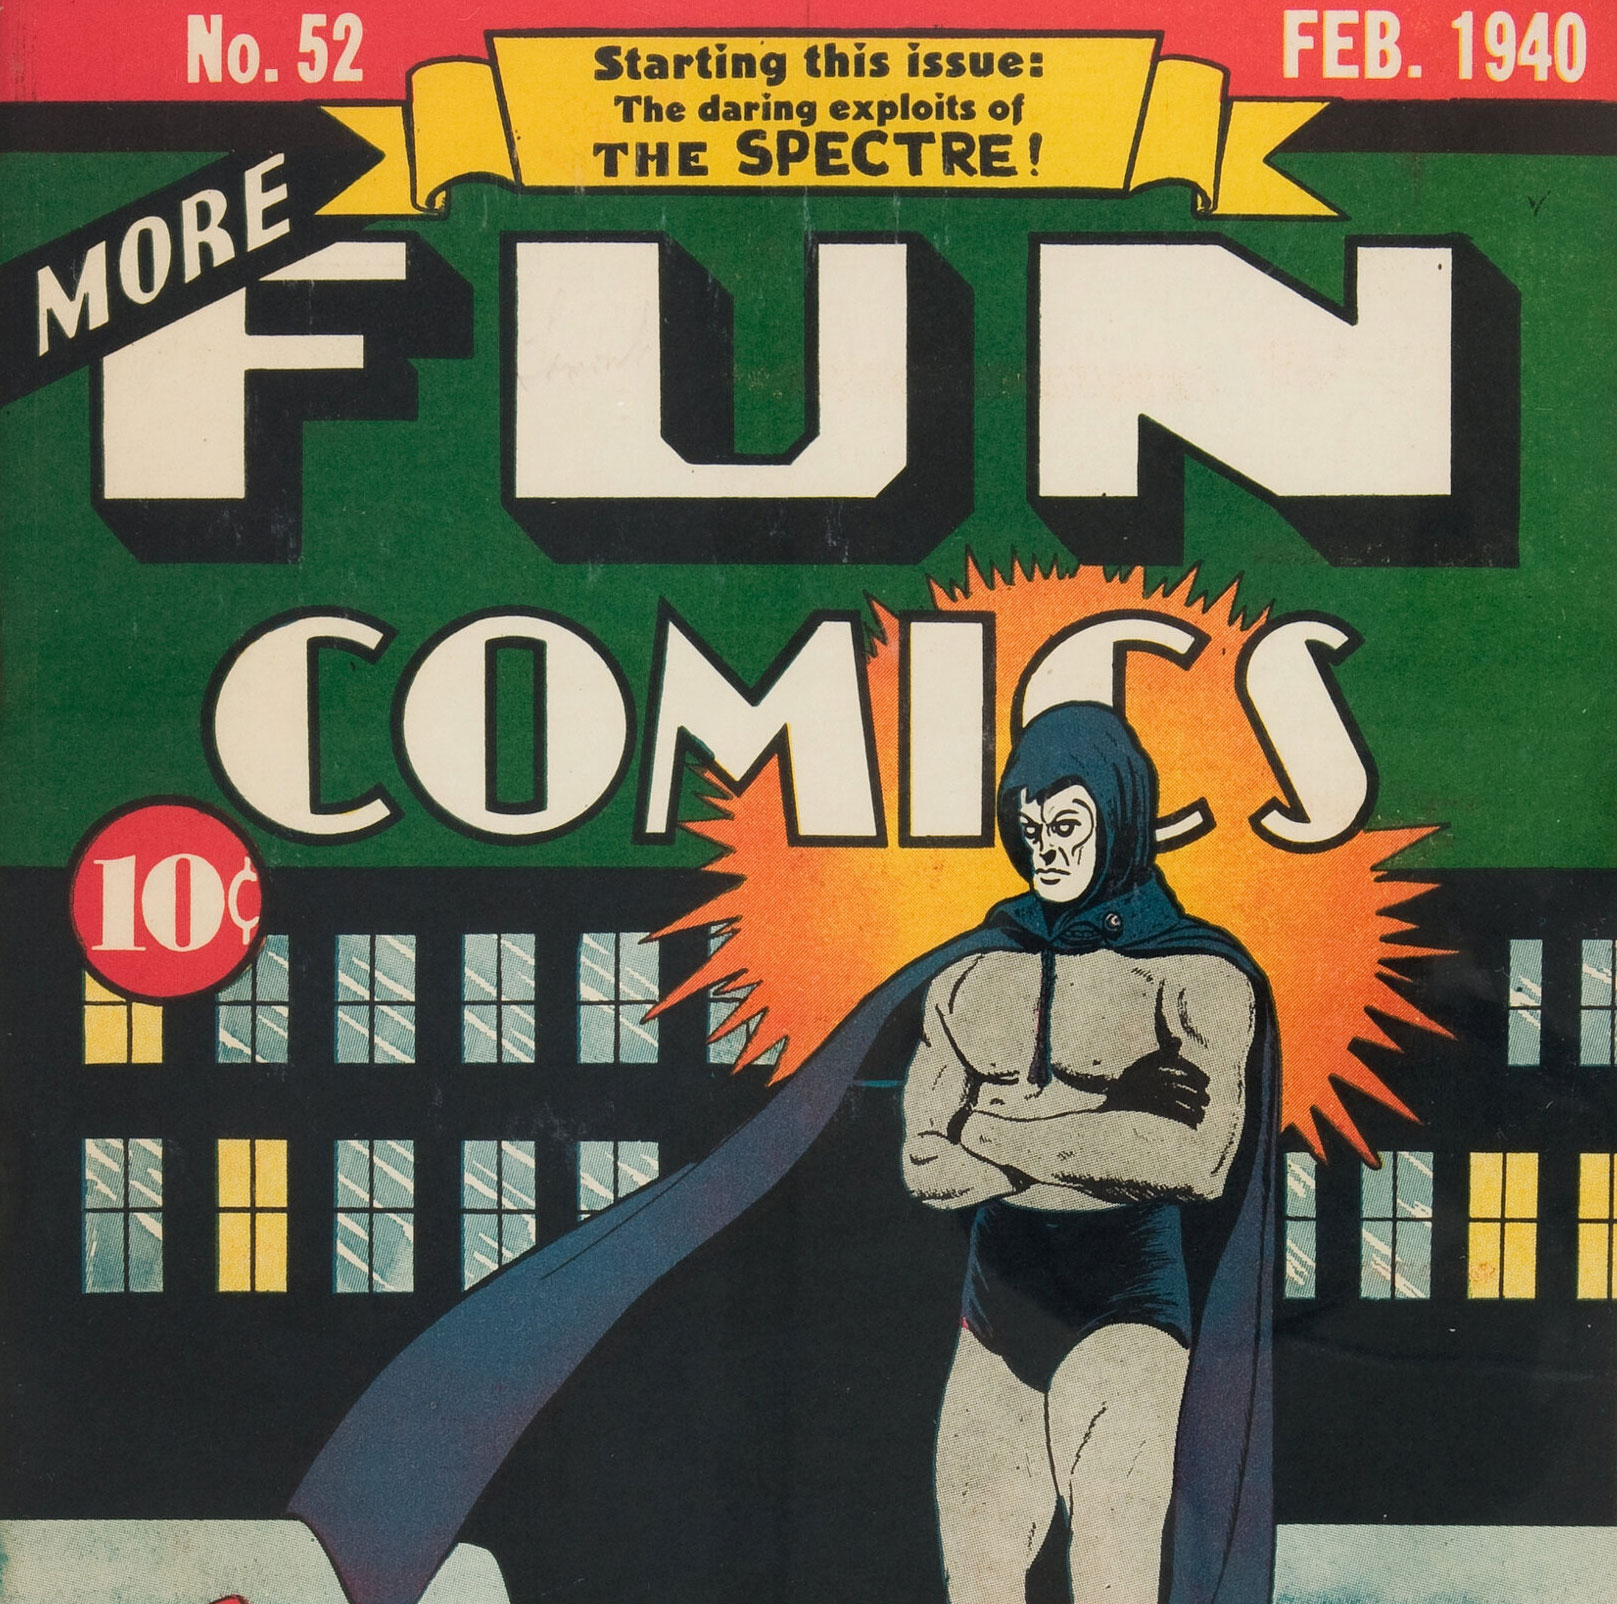 No. 52
FEB. 1940
Starting this issue:
The daring exploits of
THE SPECTRE!
MORE
FUN
COMICS
10¢